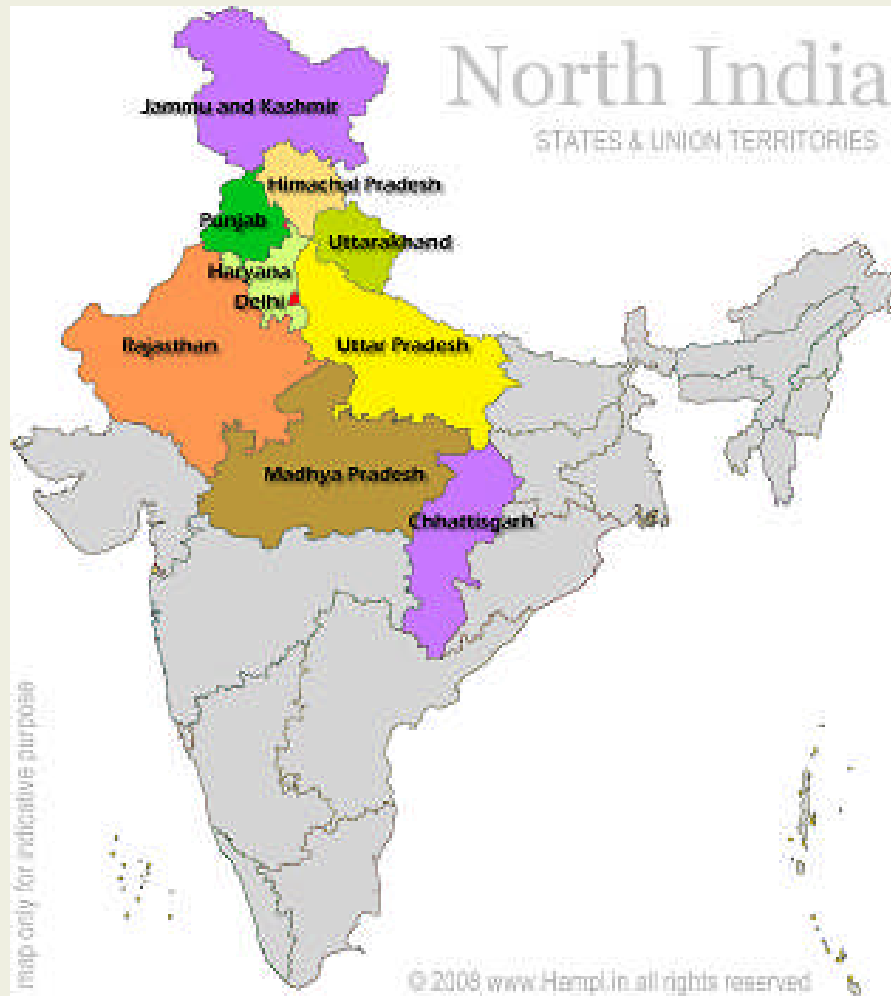 North India
STATES & UNION TERRITORIES
Jammu and Kashmir
Himachal Pradesh
Punjab
Uttarakhand
Haryana
Delhi
Rajasthan
Uttar Pradesh
Madhya Pradesh
Chhattisgarh
map only for indicative purpose
© 2008 www.Hampi.in all rights reserved